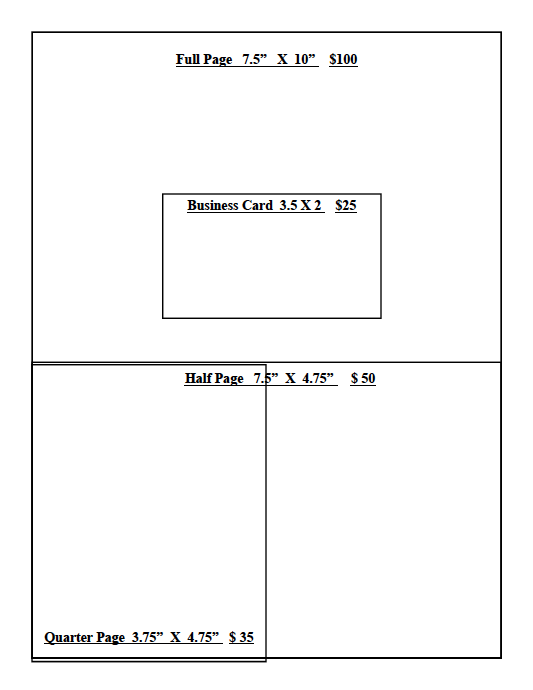 Full Page 7.5” X 10” $100
Business Card 3.5 X 2 $25
Half Page 7.5” X 4.75” $ 50
Quarter Page 3.75” X 4.75” $ 35